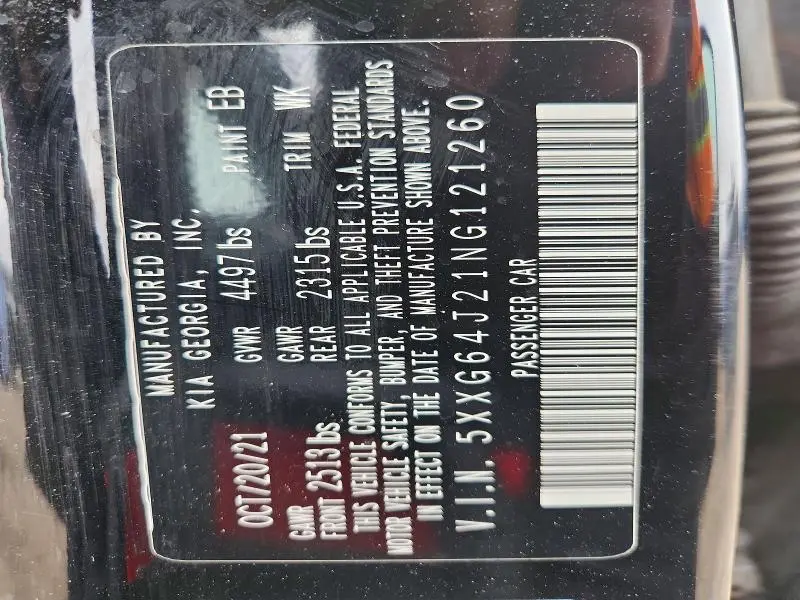 MANUFACTURED BY
KIA GEORGIA, INC.
OCT/20/21 GVWR 4497lbs PAINT EB
GAWR GAWR TRIM WK
FRONT 2513lbs REAR 2315lbs
THIS VEHICLE CONFORMS TO ALL APPLICABLE U.S.A. FEDERAL
MOTOR VEHICLE SAFETY, BUMPER, AND THEFT PREVENTION STANDARDS
IN EFFECT ON THE DATE OF MANUFACTURE SHOWN ABOVE.
V.I.N. 5XXG64J21NG121260
PASSENGER CAR